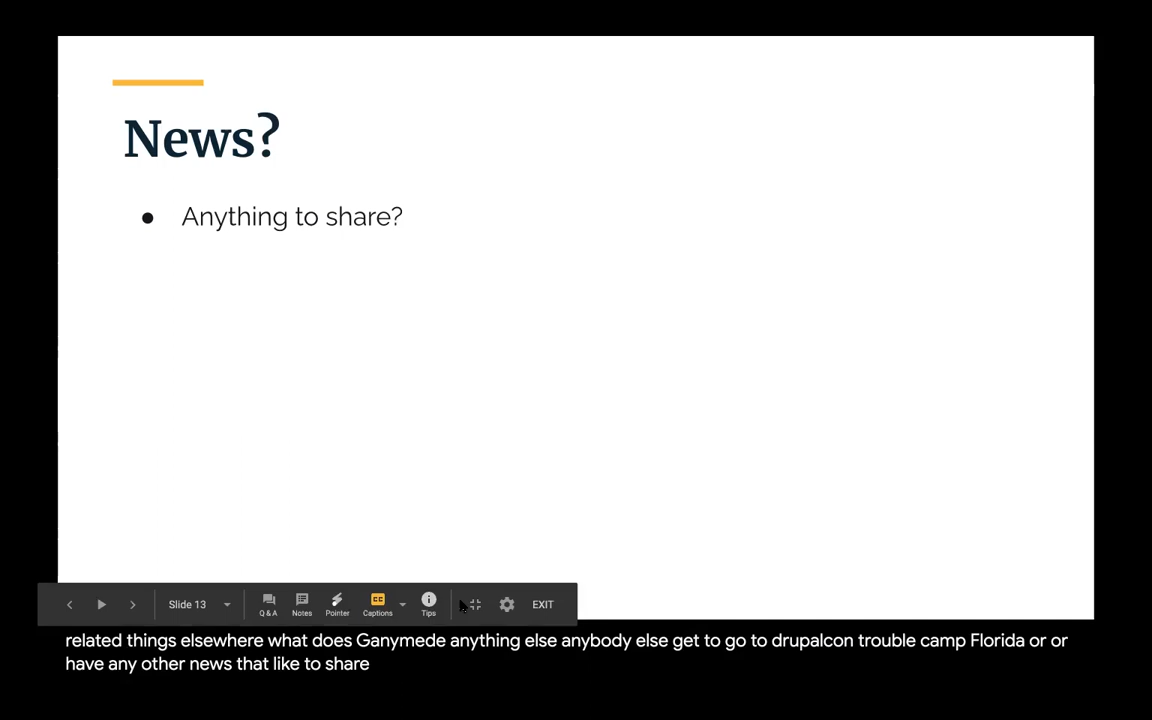 News?
● Anything to share?
Slide 13
Q & A
Notes
Pointer
CC
Captions
Tips
EXIT
related things elsewhere what does Ganymede anything else anybody else get to go to drupalcon trouble camp Florida or or
have any other news that like to share